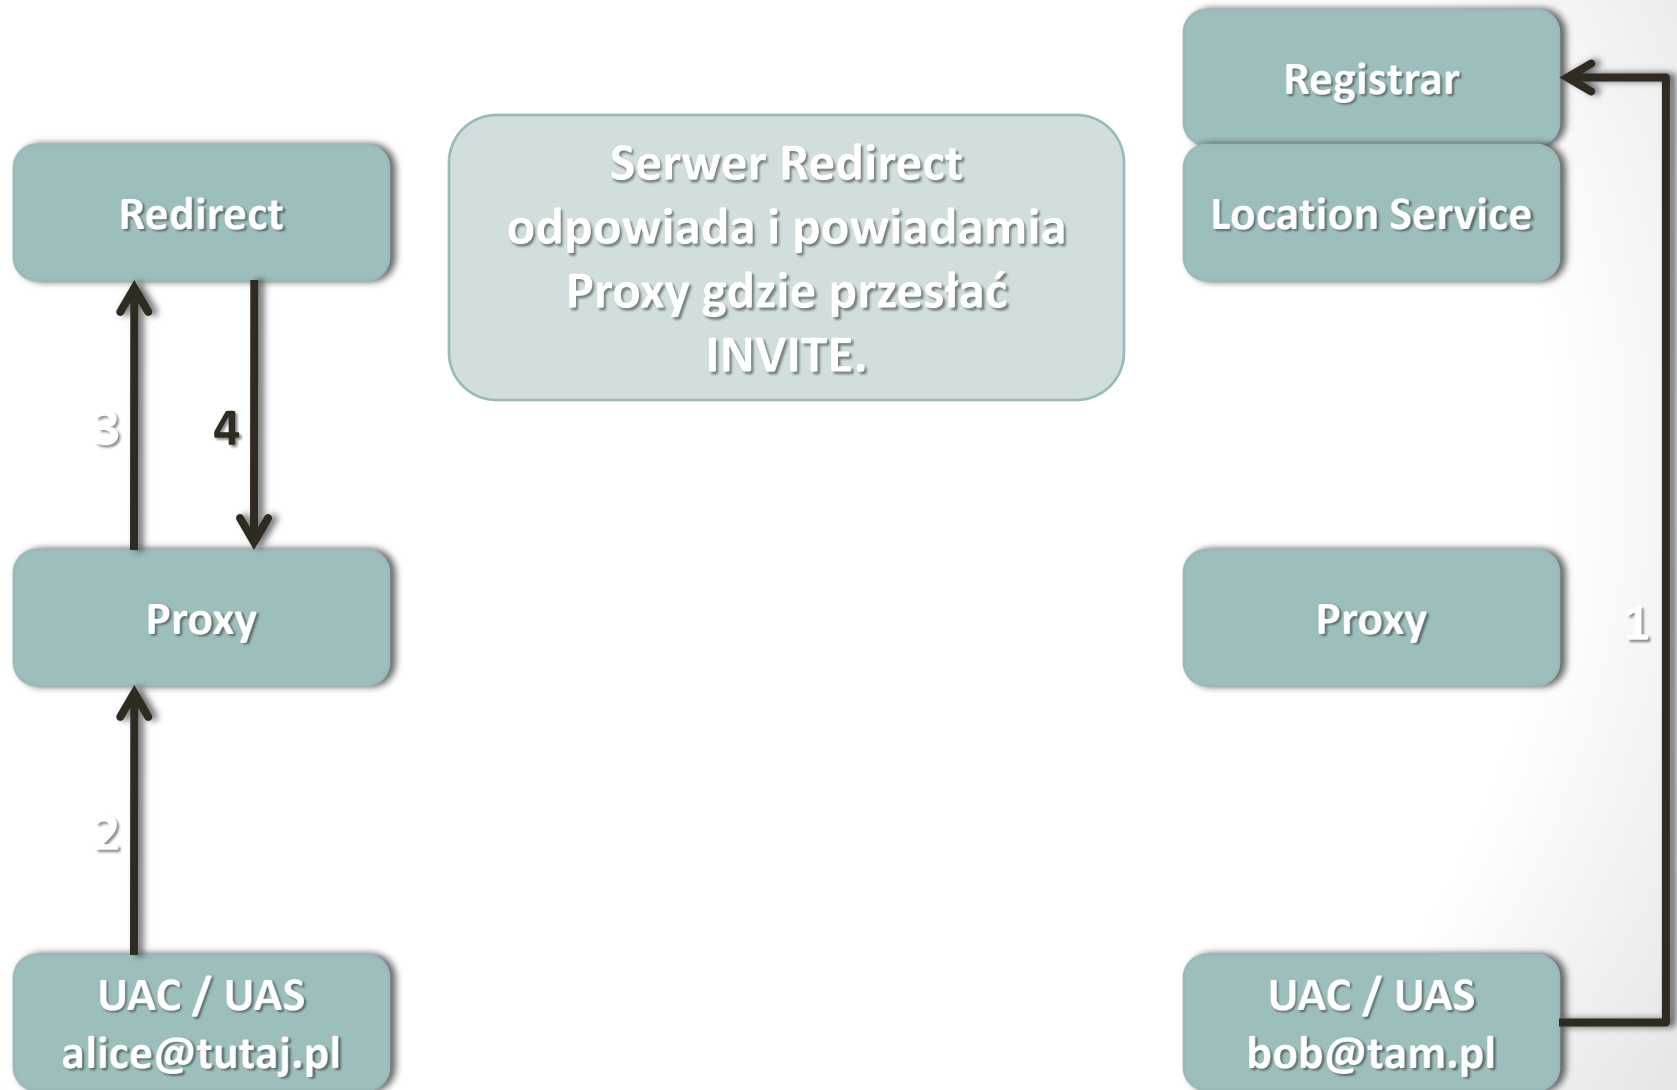 Registrar
Redirect
Serwer Redirect
odpowiada i powiadamia
Proxy gdzie przesłać
INVITE.
Location Service
3
4
Proxy
Proxy
1
2
UAC / UAS
alice@tutaj.pl
UAC / UAS
bob@tam.pl